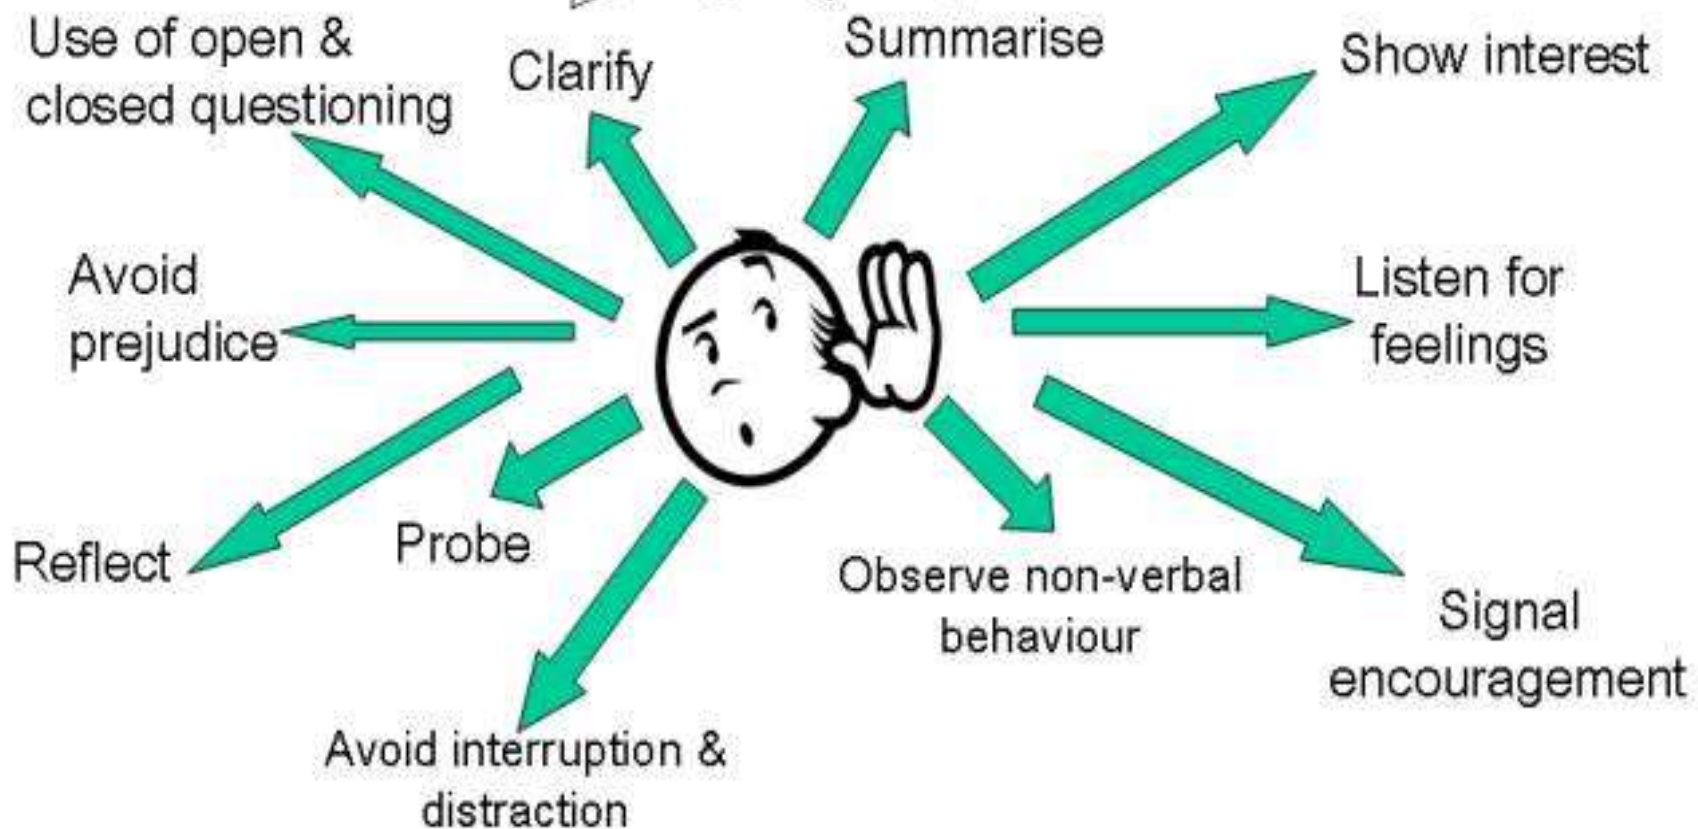 Use of open &
closed questioning
Clarify
Summarise
Show interest
Avoid
prejudice
Listen for
feelings
Reflect
Probe
Observe non-verbal
behaviour
Signal
encouragement
Avoid interruption &
distraction